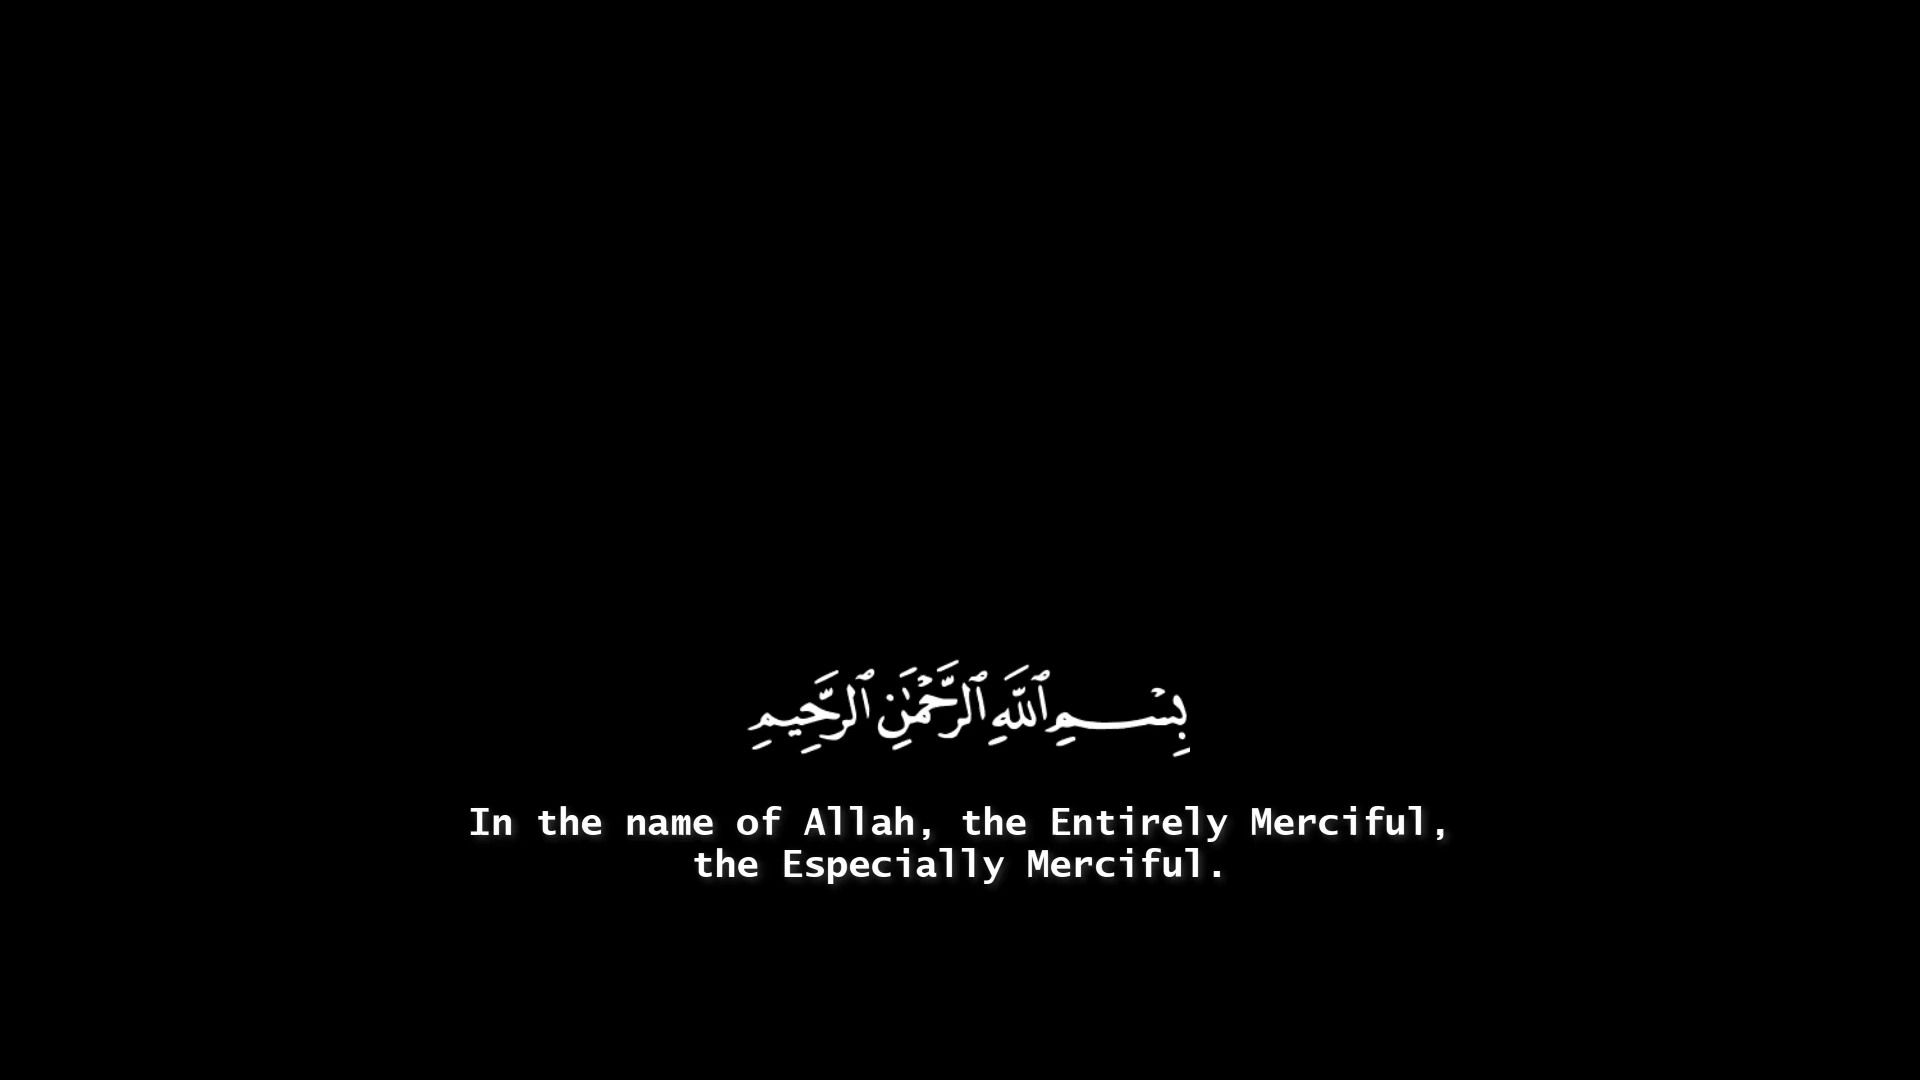 بِسْمِ ٱللَّهِ ٱلرَّحْمَٰنِ ٱلرَّحِيمِ
In the name of Allah, the Entirely Merciful,
the Especially Merciful.